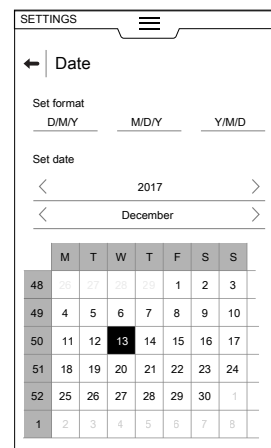 SETTINGS
Date
Set format
D/M/Y M/D/Y Y/M/D
Set date
2017
December
M T W T F S S
48 26 27 28 29 1 2 3
49 4 5 6 7 8 9 10
50 11 12 13 14 15 16 17
51 18 19 20 21 22 23 24
52 25 26 27 28 29 30 1
1 2 3 4 5 6 7 8